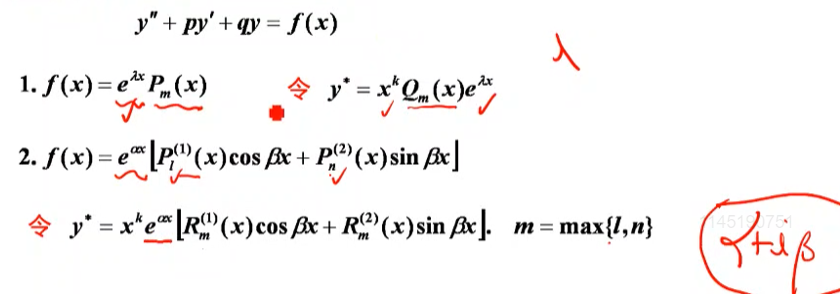 y″ + py′ + qy = f(x)
λ
1. f(x) = e^{λx} P_m(x) 令 y* = x^k Q_m(x)e^{λx}
2. f(x) = e^{αx}[P_l^{(1)}(x)cos βx + P_n^{(2)}(x)sin βx]
令 y* = x^k e^{αx}[R_m^{(1)}(x)cos βx + R_m^{(2)}(x)sin βx]. m = max{l,n}
α+iβ